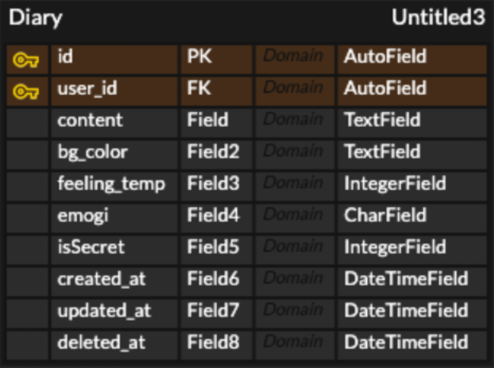 Diary Untitled3
id PK Domain AutoField
user_id FK Domain AutoField
content Field Domain TextField
bg_color Field2 Domain TextField
feeling_temp Field3 Domain IntegerField
emogi Field4 Domain CharField
isSecret Field5 Domain IntegerField
created_at Field6 Domain DateTimeField
updated_at Field7 Domain DateTimeField
deleted_at Field8 Domain DateTimeField